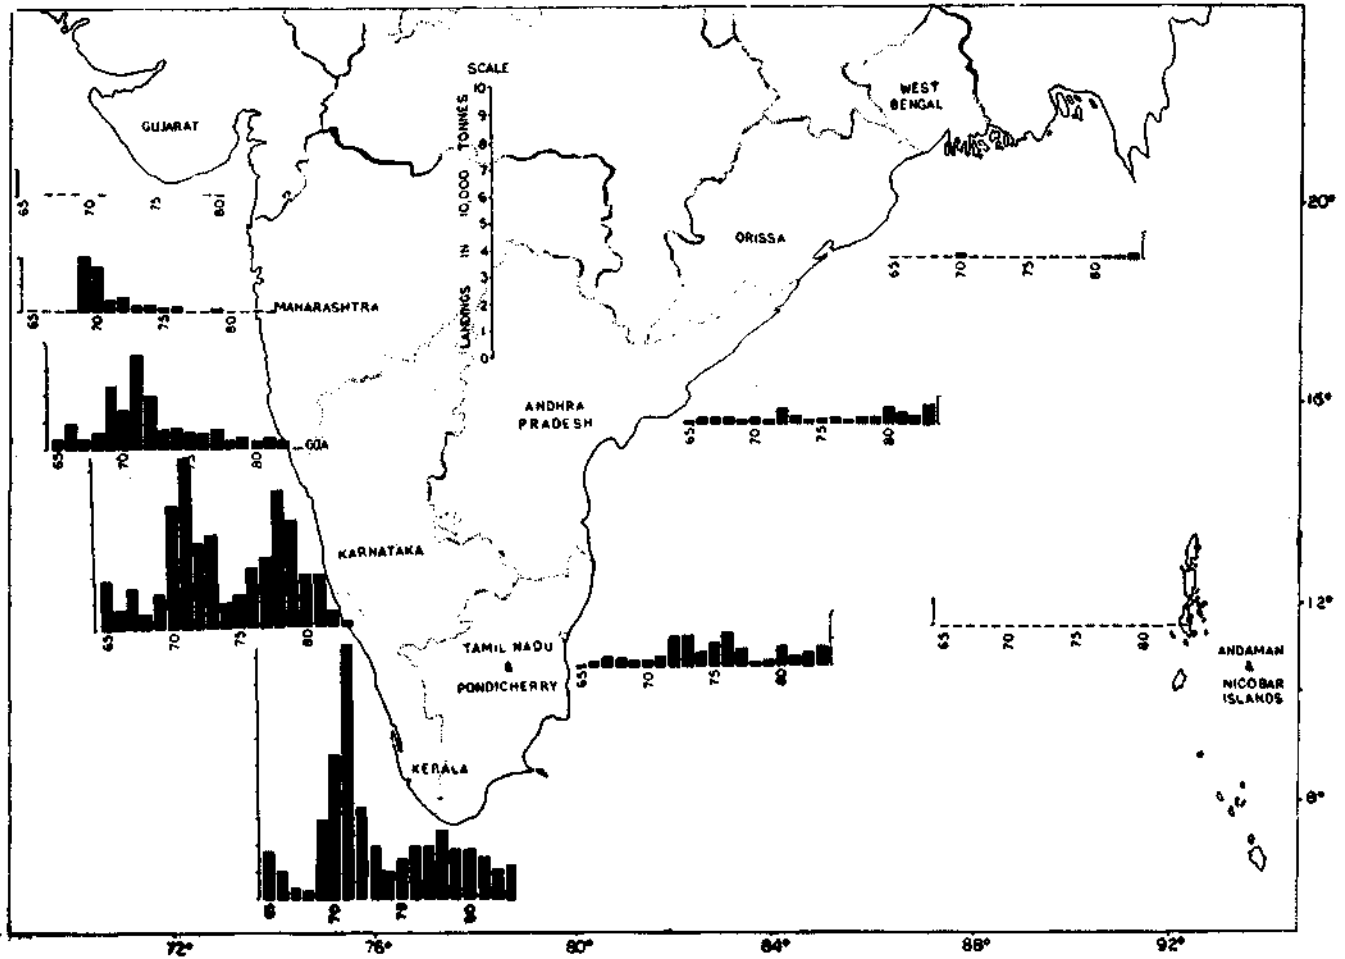 SCALE
10
9
8
7
6
5
4
3
2
1
0
LANDINGS IN 10,000 TONNES
WEST
BENGAL
GUJARAT
65 70 75 80
20°
ORISSA
65 70 75 80
MAHARASHTRA
65 70 75 80
ANDHRA
PRADESH
65 70 75 80
16°
GOA
65 70 75 80
KARNATAKA
65 70 75 80
12°
TAMIL NADU
&
PONDICHERRY
65 70 75 80
65 70 75 80
ANDAMAN
&
NICOBAR
ISLANDS
KERALA
8°
65 70 75 80
72° 76° 80° 84° 88° 92°